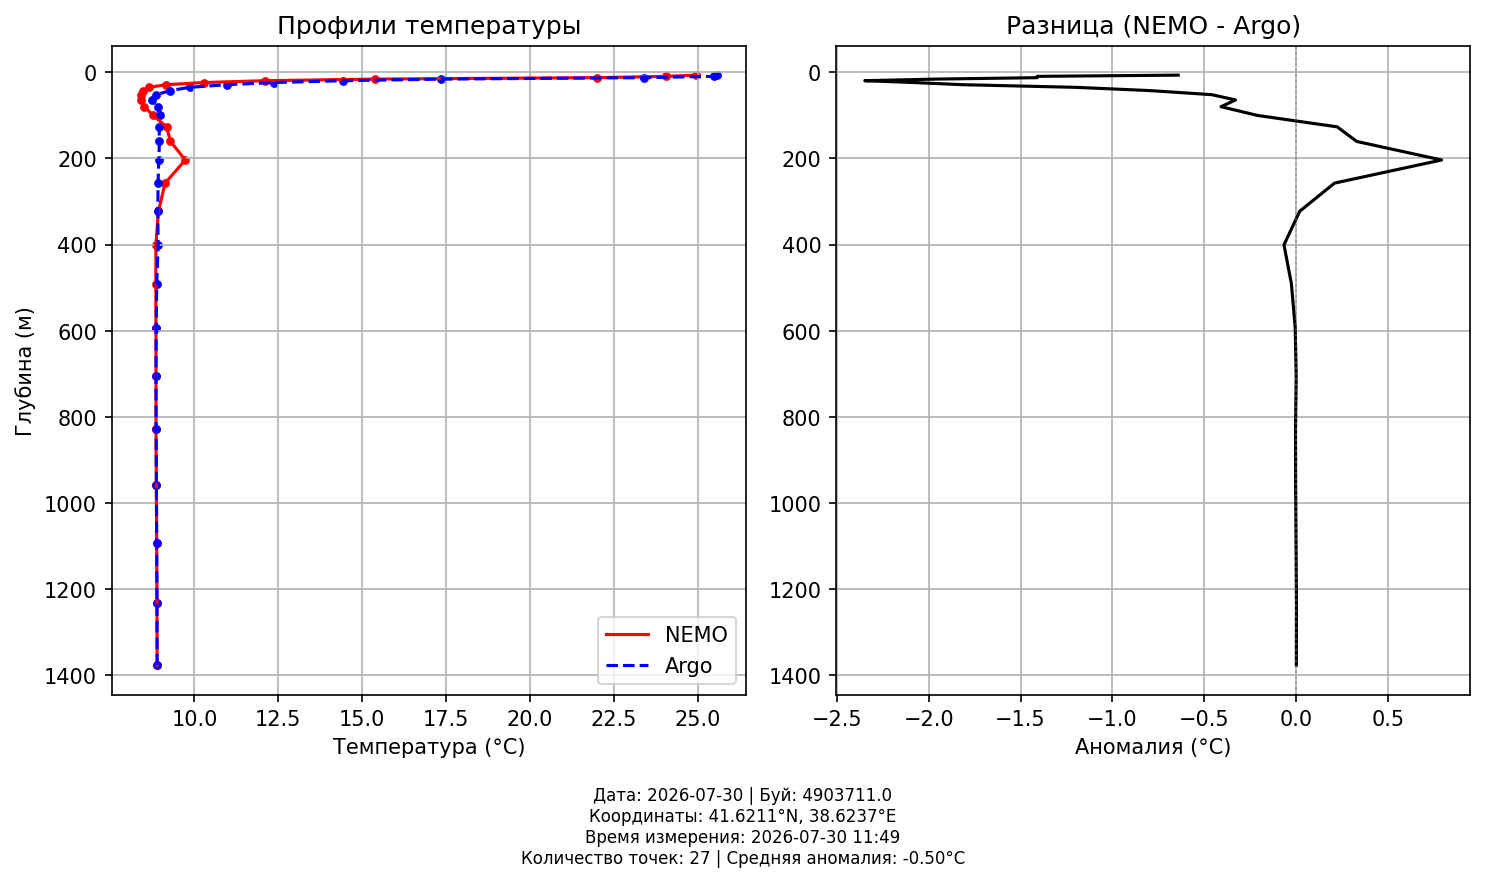 Профили температуры
Разница (NEMO - Argo)
0
200
400
600
800
1000
1200
1400
Глубина (м)
10.0 12.5 15.0 17.5 20.0 22.5 25.0
Температура (°C)
NEMO
Argo
0
200
400
600
800
1000
1200
1400
−2.5 −2.0 −1.5 −1.0 −0.5 0.0 0.5
Аномалия (°C)
Дата: 2026-07-30 | Буй: 4903711.0
Координаты: 41.6211°N, 38.6237°E
Время измерения: 2026-07-30 11:49
Количество точек: 27 | Средняя аномалия: -0.50°C